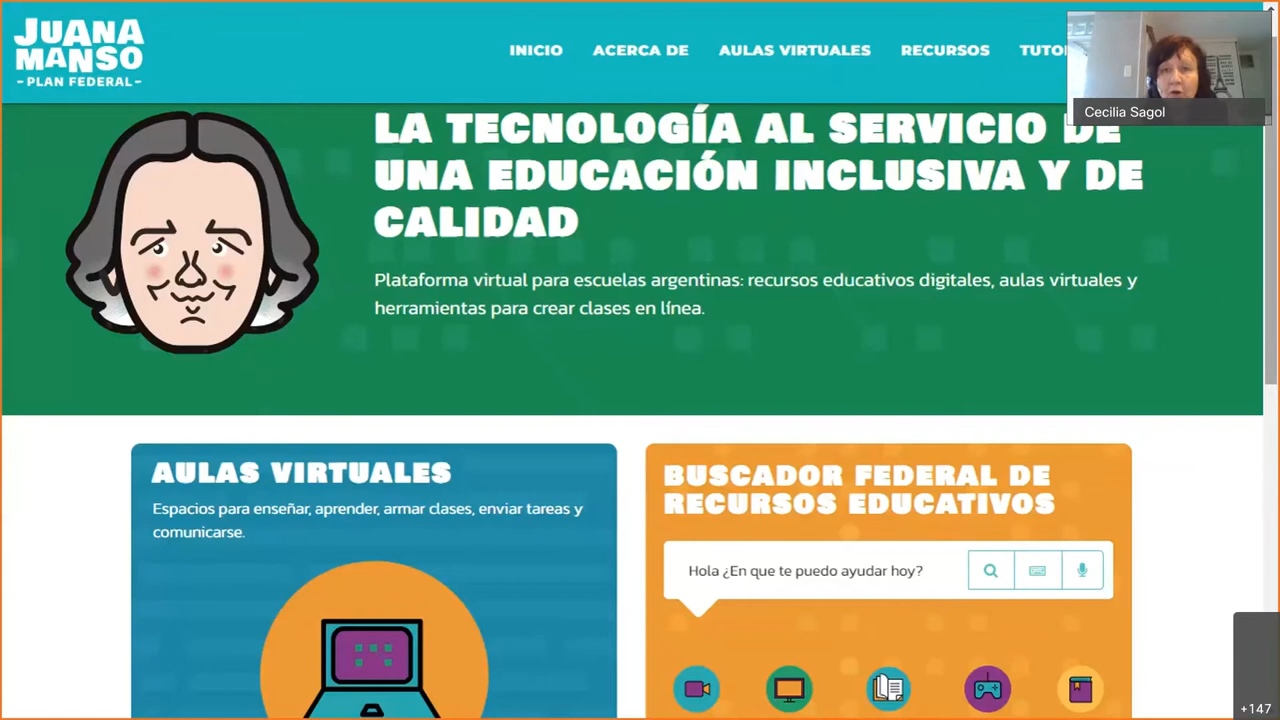 JUANA
MANSO
- PLAN FEDERAL -
INICIO
ACERCA DE
AULAS VIRTUALES
RECURSOS
Cecilia Sagol
LA TECNOLOGÍA AL SERVICIO DE
UNA EDUCACIÓN INCLUSIVA Y DE
CALIDAD
Plataforma virtual para escuelas argentinas: recursos educativos digitales, aulas virtuales y
herramientas para crear clases en línea.
AULAS VIRTUALES
Espacios para enseñar, aprender, armar clases, enviar tareas y
comunicarse.
BUSCADOR FEDERAL DE
RECURSOS EDUCATIVOS
Hola ¿En que te puedo ayudar hoy?
+147